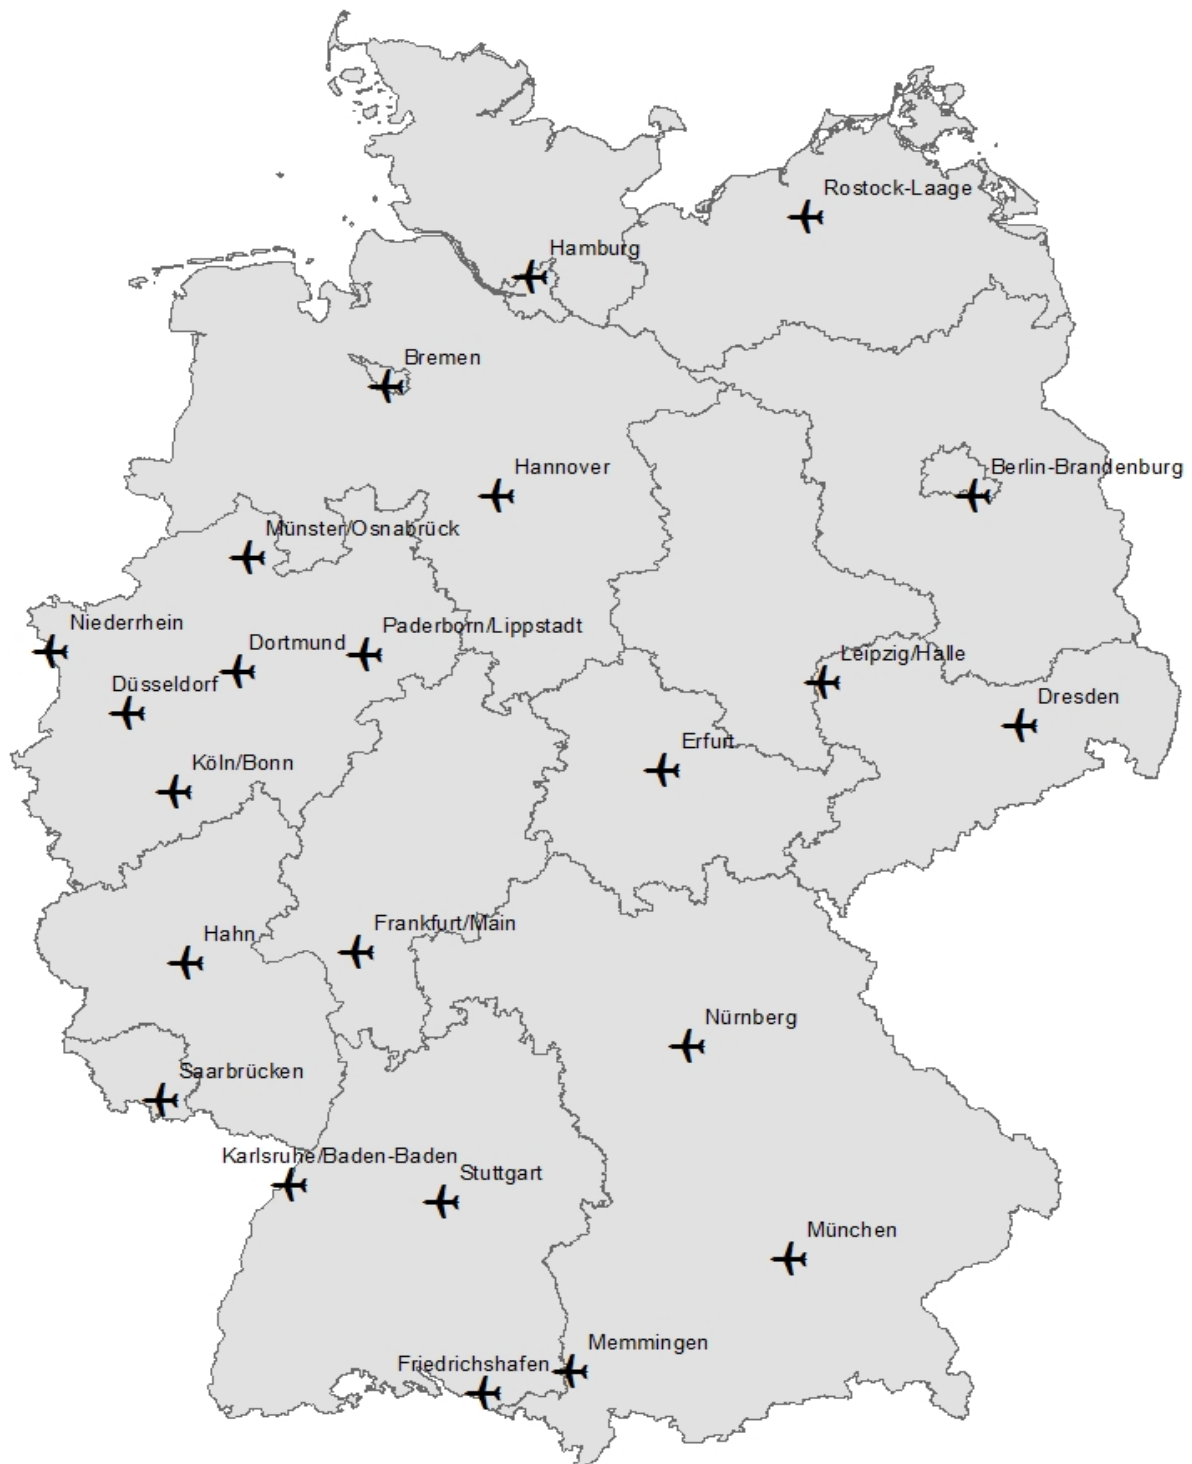 Rostock-Laage
Hamburg
Bremen
Hannover
Berlin-Brandenburg
Münster/Osnabrück
Niederrhein
Paderborn/Lippstadt
Dortmund
Leipzig/Halle
Düsseldorf
Dresden
Erfurt
Köln/Bonn
Frankfurt/Main
Hahn
Nürnberg
Saarbrücken
Karlsruhe/Baden-Baden
Stuttgart
München
Memmingen
Friedrichshafen